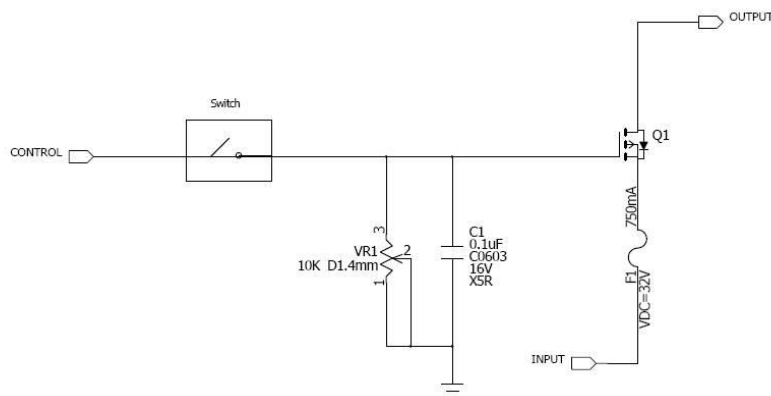 OUTPUT
Switch
Q1
CONTROL
750mA
3
VR1
2
10K D1.4mm
1
C1
0.1uF
C0603
16V
X5R
F1
VDC=32V
INPUT